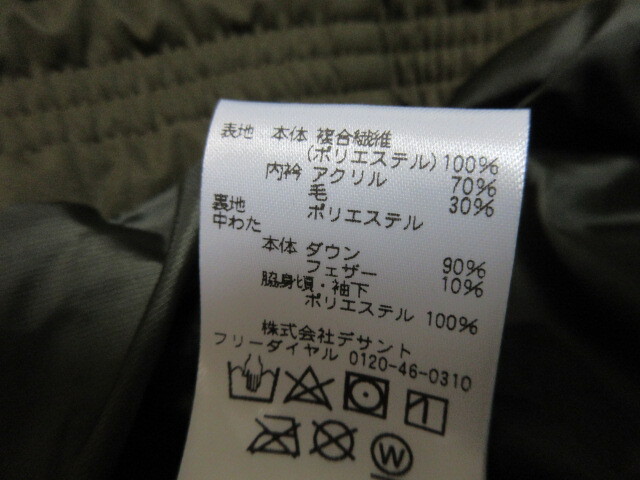 表地 本体 複合繊維
(ポリエステル)100%
内衿 アクリル 70%
毛 30%
裏地 ポリエステル
中わた
本体 ダウン 90%
フェザー 10%
脇身頃・袖下
ポリエステル 100%
株式会社デサント
フリーダイヤル 0120-46-0310
W